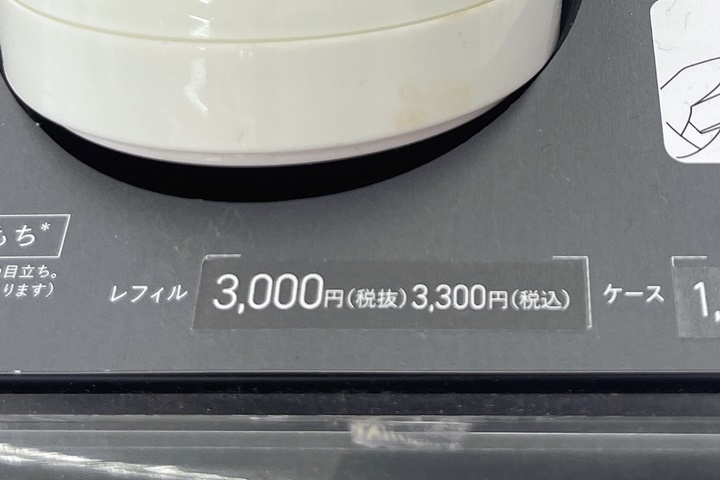 もち*
目立ち。
ります)
レフィル 3,000円(税抜)3,300円(税込) ケース 1,